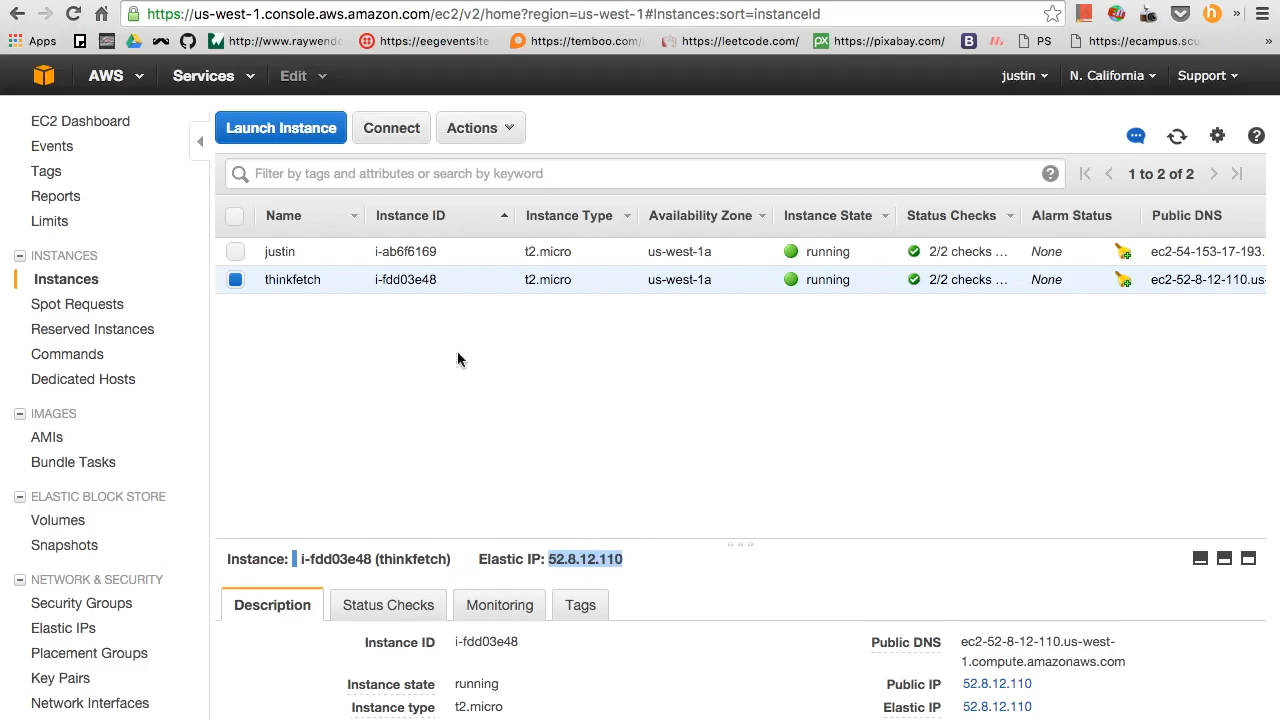 https://us-west-1.console.aws.amazon.com/ec2/v2/home?region=us-west-1#Instances:sort=instanceId
Apps http://www.raywende https://eegeventsite. https://temboo.com/ https://leetcode.com/ https://pixabay.com/ B PS https://ecampus.scu »
AWS Services Edit justin N. California Support
EC2 Dashboard
Events
Tags
Reports
Limits
INSTANCES
Instances
Spot Requests
Reserved Instances
Commands
Dedicated Hosts
IMAGES
AMIs
Bundle Tasks
ELASTIC BLOCK STORE
Volumes
Snapshots
NETWORK & SECURITY
Security Groups
Elastic IPs
Placement Groups
Key Pairs
Network Interfaces
Launch Instance Connect Actions
Filter by tags and attributes or search by keyword 1 to 2 of 2
Name Instance ID Instance Type Availability Zone Instance State Status Checks Alarm Status Public DNS
justin i-ab6f6169 t2.micro us-west-1a running 2/2 checks ... None ec2-54-153-17-193.
thinkfetch i-fdd03e48 t2.micro us-west-1a running 2/2 checks ... None ec2-52-8-12-110.us-
Instance: i-fdd03e48 (thinkfetch) Elastic IP: 52.8.12.110
Description Status Checks Monitoring Tags
Instance ID i-fdd03e48
Instance state running
Instance type t2.micro
Public DNS ec2-52-8-12-110.us-west-
1.compute.amazonaws.com
Public IP 52.8.12.110
Elastic IP 52.8.12.110